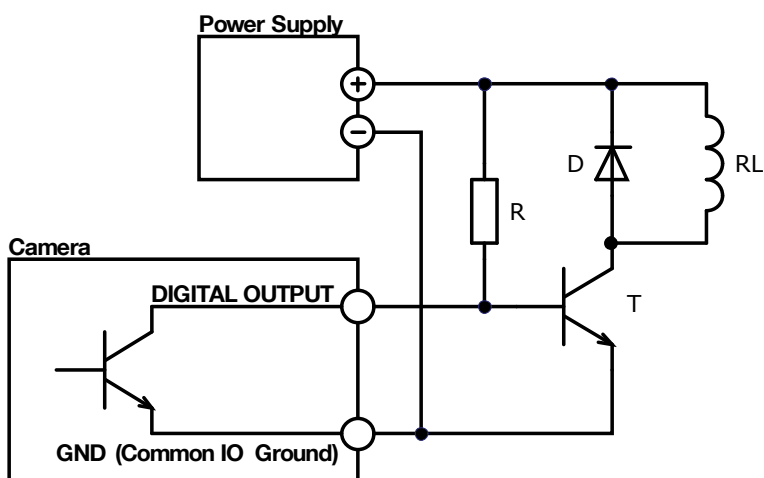 Power Supply
+
−
D
RL
R
Camera
DIGITAL OUTPUT
T
GND (Common IO Ground)